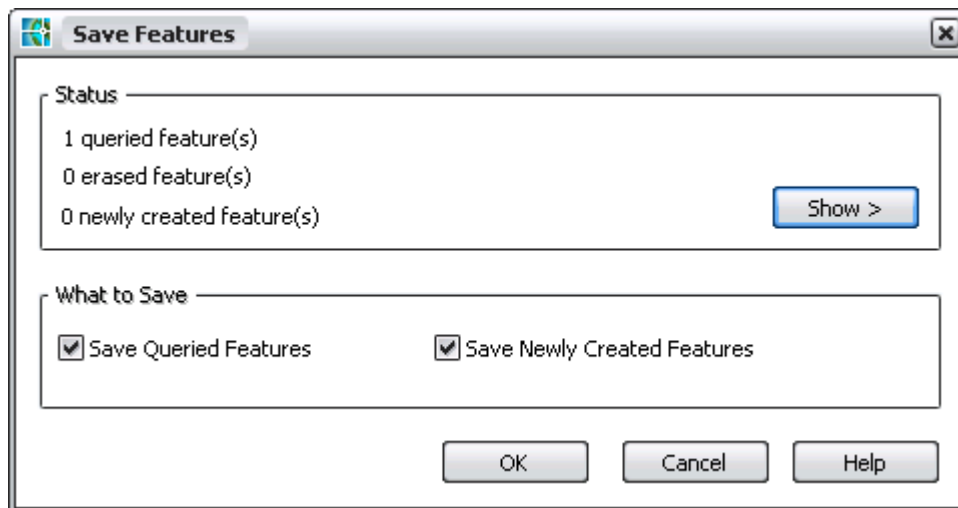 Save Features
Status
1 queried feature(s)
0 erased feature(s)
0 newly created feature(s)
Show >
What to Save
Save Queried Features
Save Newly Created Features
OK
Cancel
Help